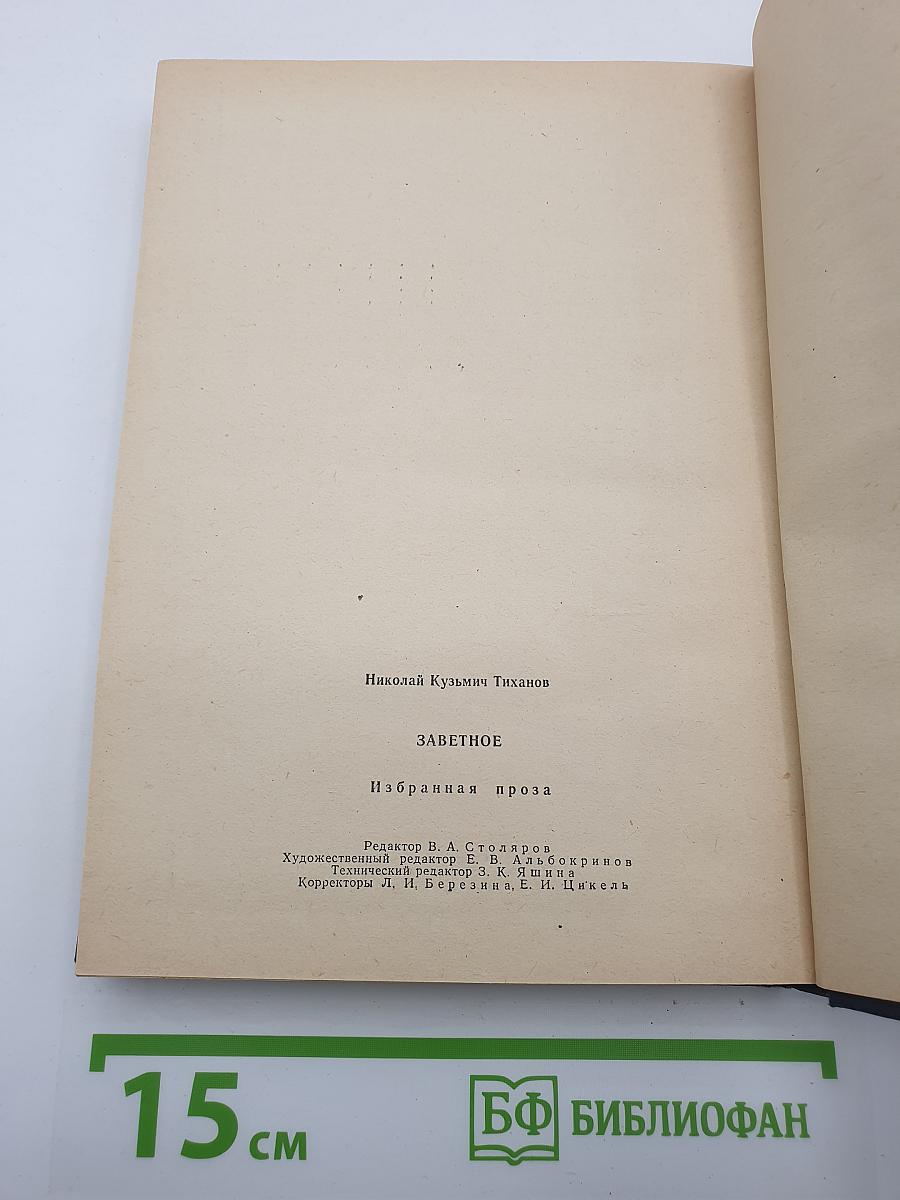 Николай Кузьмич Тиханов
ЗАВЕТНОЕ
Избранная проза
Редактор В. А. Столяров
Художественный редактор Е. В. Альбокринов
Технический редактор З. К. Яшина
Корректоры Л. И. Березина, Е. И. Цикель
15 см
БФ БИБЛИОФАН